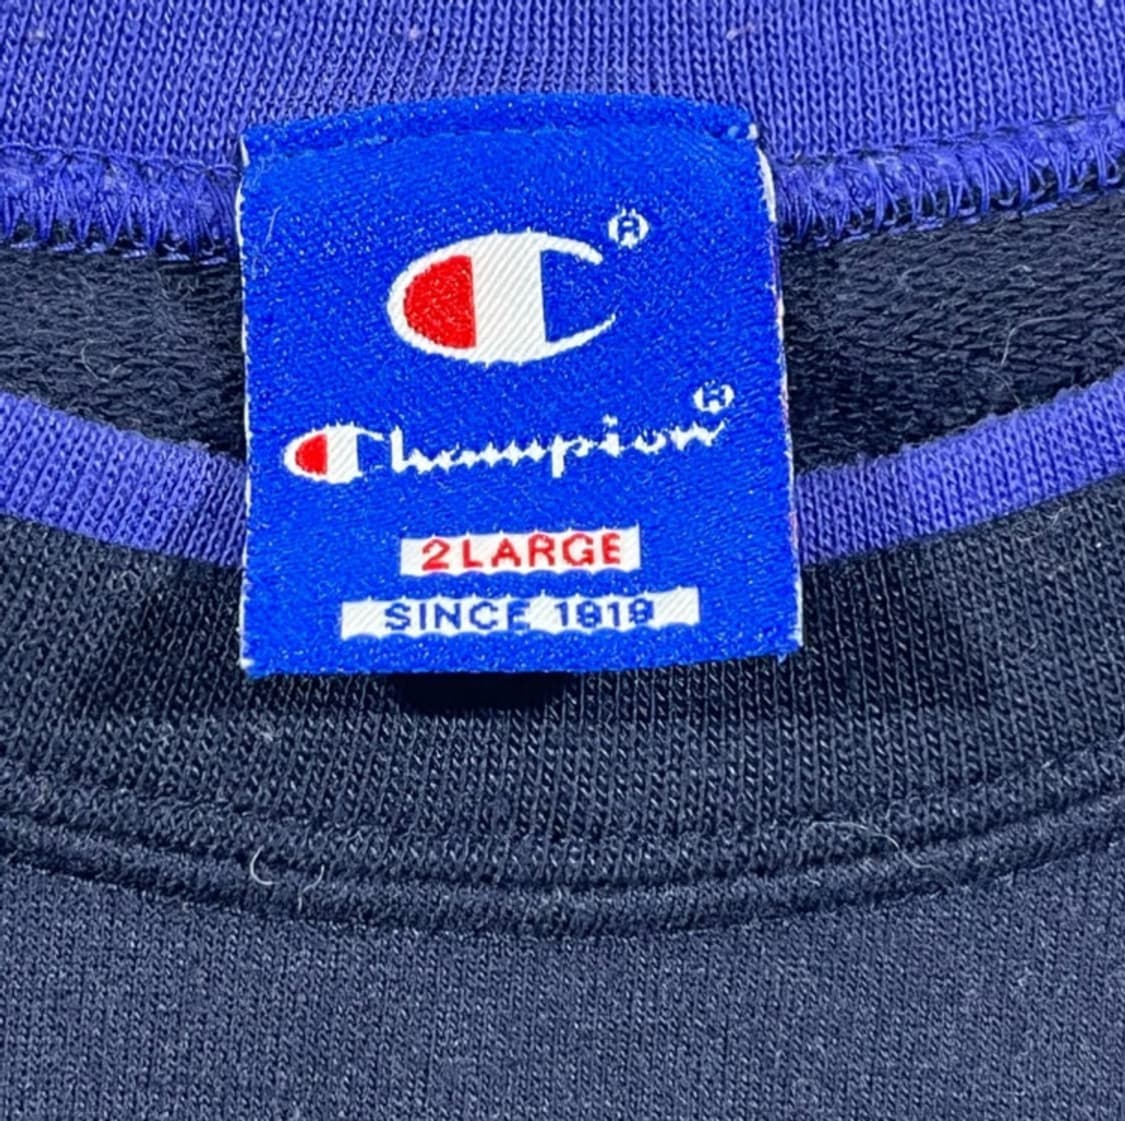 ®
Champion®
2LARGE
SINCE 1919